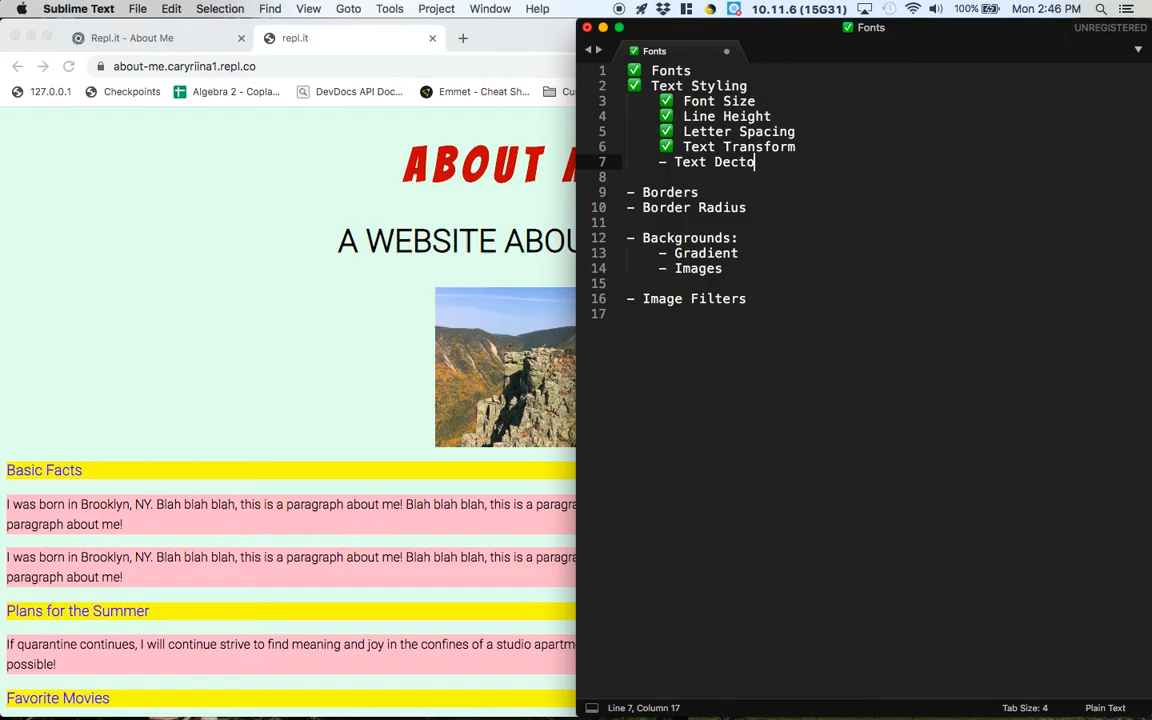 Sublime Text File Edit Selection Find View Goto Tools Project Window Help 10.11.6 (15G31) 100% Mon 2:46 PM
Repl.it - About Me
repl.it
about-me.caryriina1.repl.co
127.0.0.1 Checkpoints Algebra 2 - Copla... DevDocs API Doc... Emmet - Cheat Sh...
ABOUT
A WEBSITE ABOU
Basic Facts
I was born in Brooklyn, NY. Blah blah blah, this is a paragraph about me! Blah blah blah, this is a paragra
paragraph about me!
I was born in Brooklyn, NY. Blah blah blah, this is a paragraph about me! Blah blah blah, this is a paragra
paragraph about me!
Plans for the Summer
If quarantine continues, I will continue strive to find meaning and joy in the confines of a studio apartm
possible!
Favorite Movies
✅ Fonts
UNREGISTERED
✅ Fonts
1 ✅ Fonts
2 ✅ Text Styling
3 ✅ Font Size
4 ✅ Line Height
5 ✅ Letter Spacing
6 ✅ Text Transform
7 - Text Decto
8
9 - Borders
10 - Border Radius
11
12 - Backgrounds:
13 - Gradient
14 - Images
15
16 - Image Filters
17
Line 7, Column 17 Tab Size: 4 Plain Text